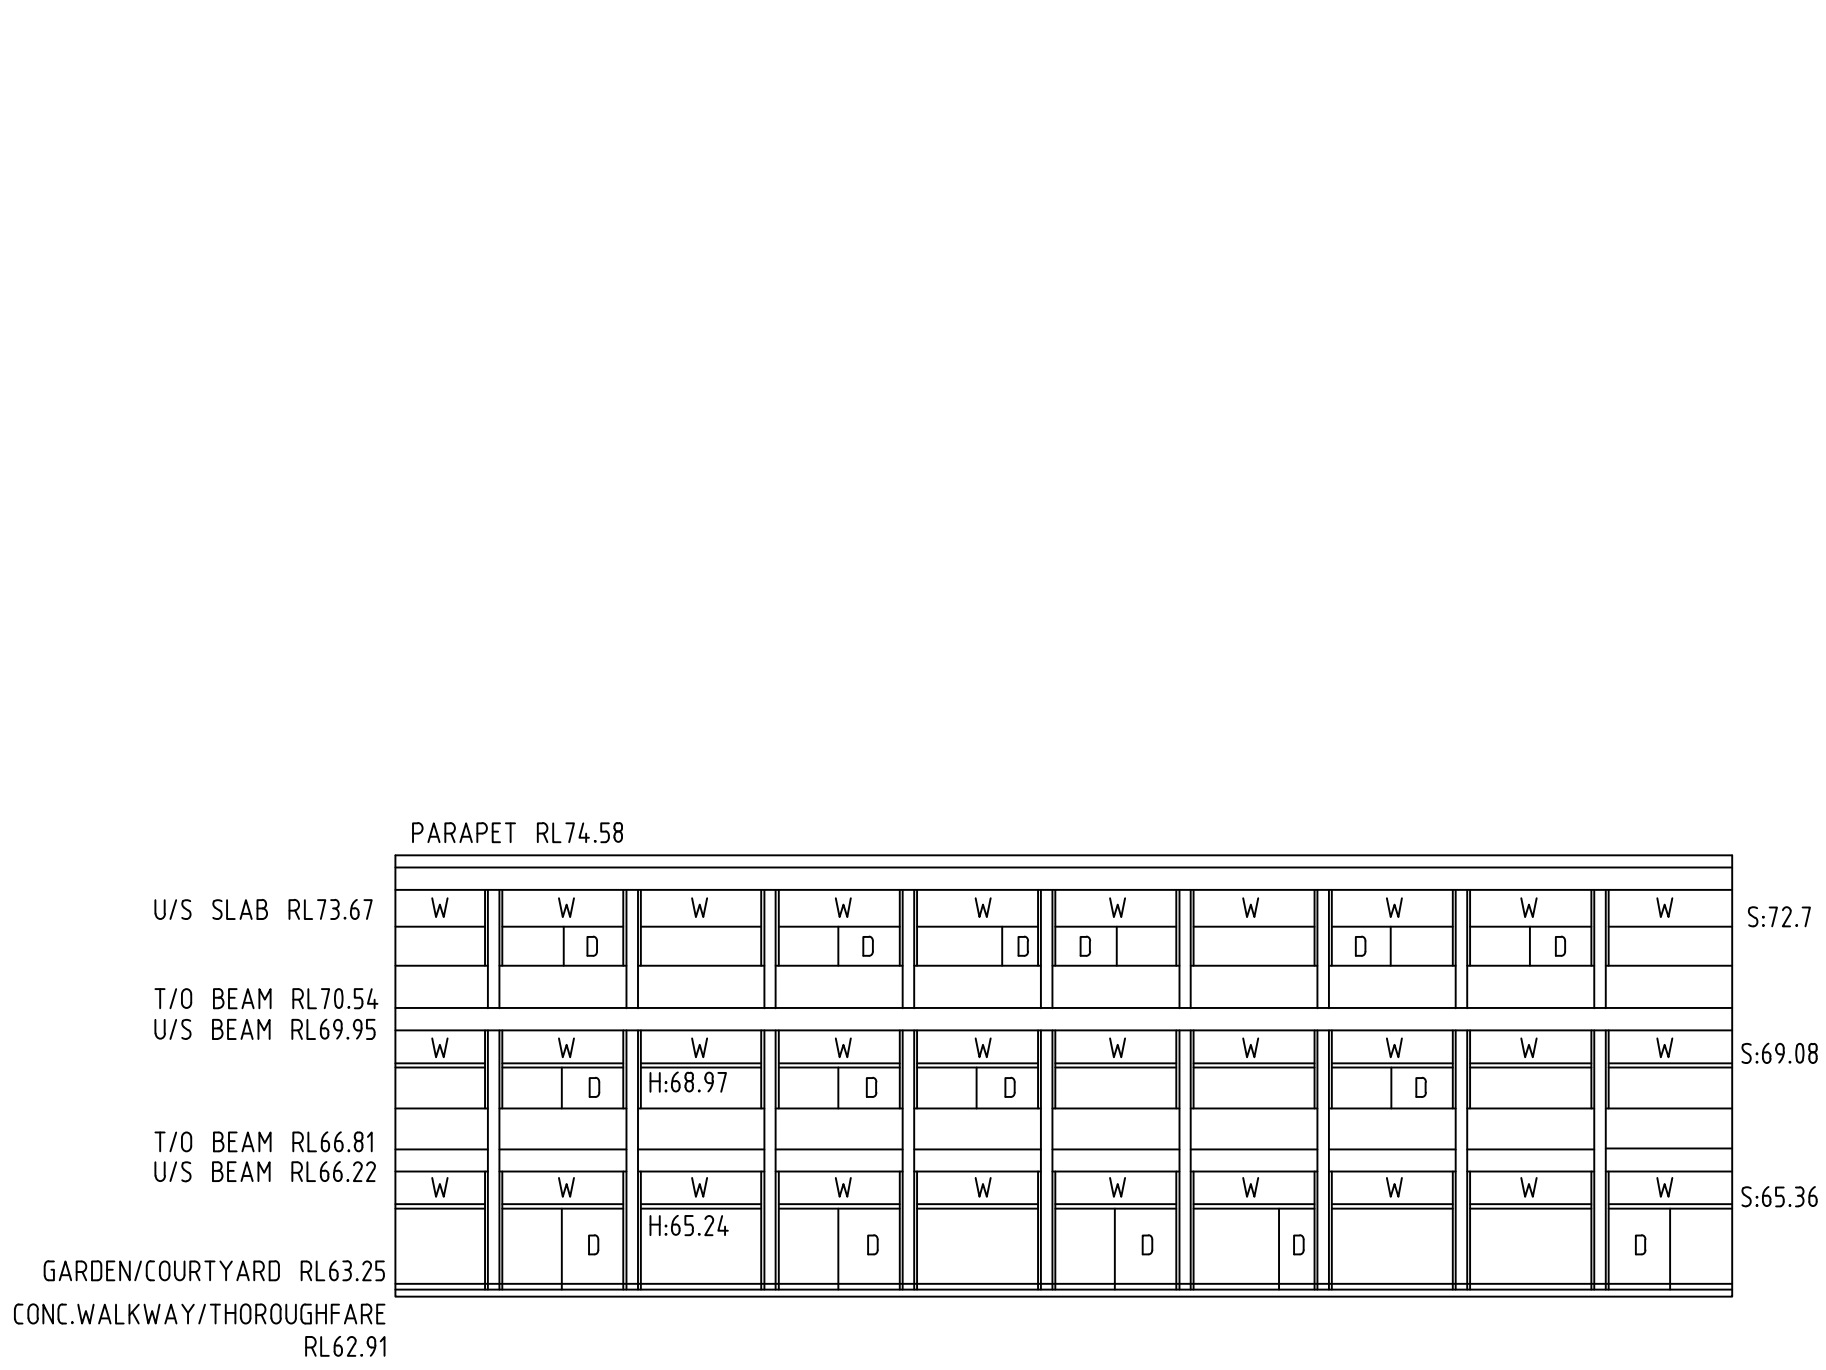 PARAPET RL74.58
U/S SLAB RL73.67
W W W W W W W W W W
S:72.7
D D D D D D
T/O BEAM RL70.54
U/S BEAM RL69.95
W W W W W W W W W W
S:69.08
D H:68.97 D D D
T/O BEAM RL66.81
U/S BEAM RL66.22
W W W W W W W W W W
S:65.36
H:65.24
D D D D D
GARDEN/COURTYARD RL63.25
CONC.WALKWAY/THOROUGHFARE
RL62.91